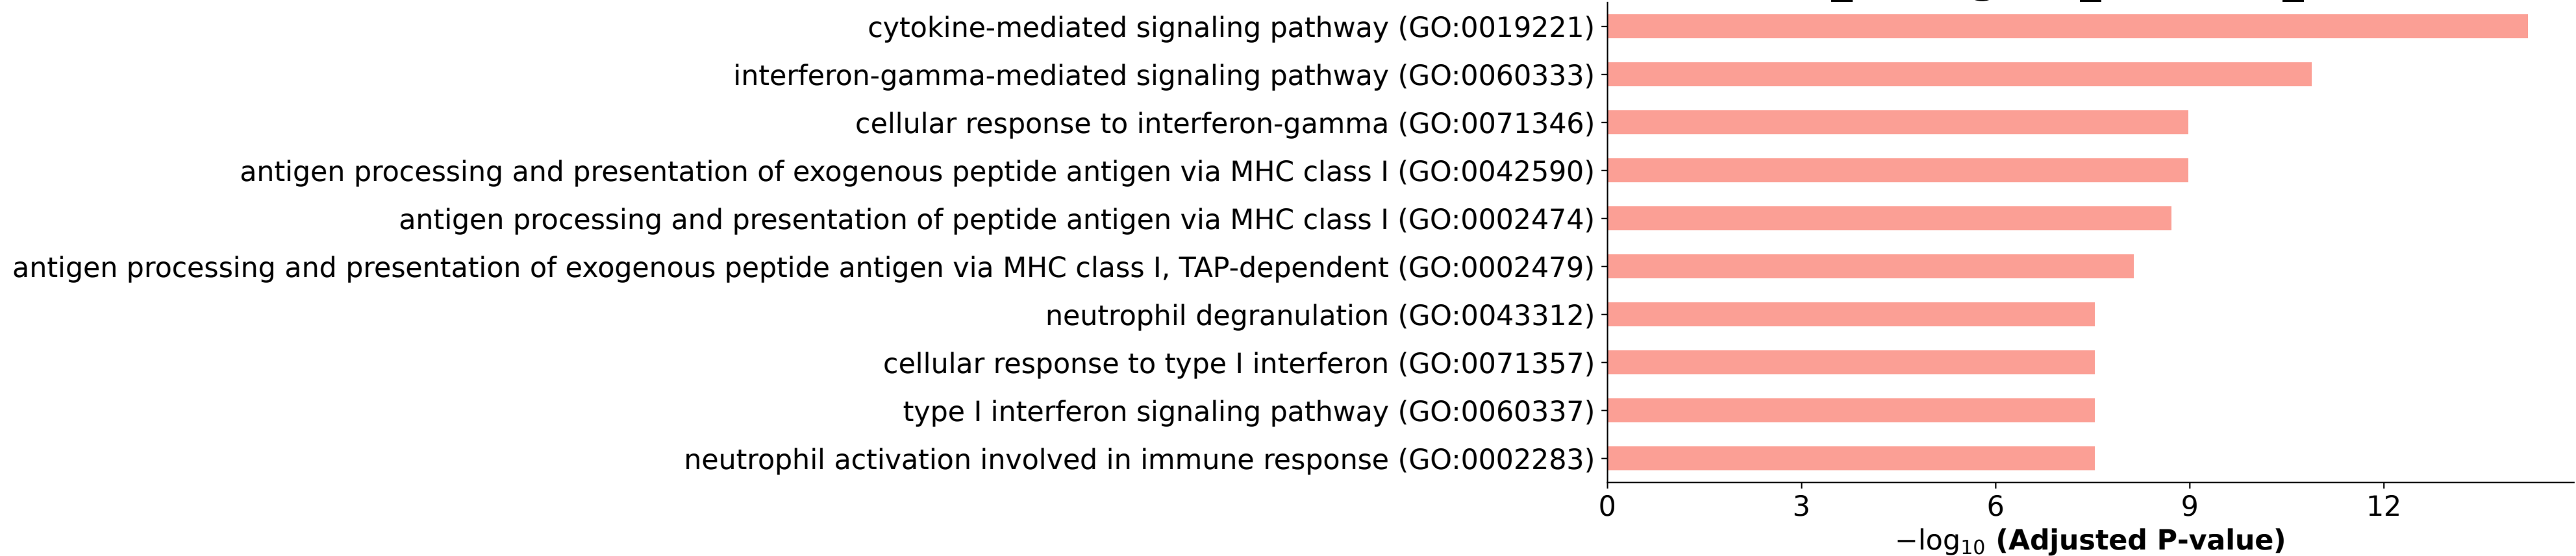 cytokine-mediated signaling pathway (GO:0019221)
interferon-gamma-mediated signaling pathway (GO:0060333)
cellular response to interferon-gamma (GO:0071346)
antigen processing and presentation of exogenous peptide antigen via MHC class I (GO:0042590)
antigen processing and presentation of peptide antigen via MHC class I (GO:0002474)
antigen processing and presentation of exogenous peptide antigen via MHC class I, TAP-dependent (GO:0002479)
neutrophil degranulation (GO:0043312)
cellular response to type I interferon (GO:0071357)
type I interferon signaling pathway (GO:0060337)
neutrophil activation involved in immune response (GO:0002283)
0 3 6 9 12
−log₁₀ (Adjusted P-value)